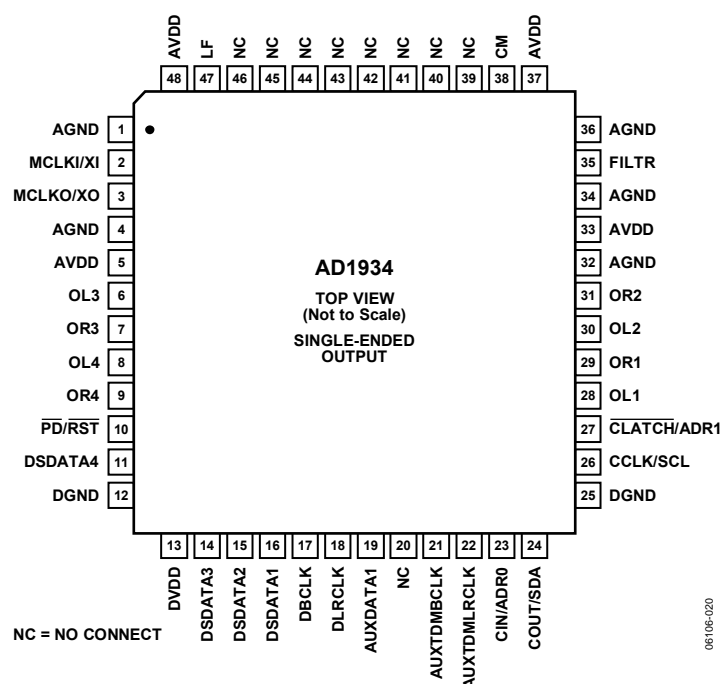 AVDD LF NC NC NC NC NC NC NC NC CM AVDD
48 47 46 45 44 43 42 41 40 39 38 37
AGND 1
MCLKI/XI 2
MCLKO/XO 3
AGND 4
AVDD 5
OL3 6
OR3 7
OL4 8
OR4 9
PD/RST 10
DSDATA4 11
DGND 12
AD1934
TOP VIEW
(Not to Scale)
SINGLE-ENDED
OUTPUT
36 AGND
35 FILTR
34 AGND
33 AVDD
32 AGND
31 OR2
30 OL2
29 OR1
28 OL1
27 CLATCH/ADR1
26 CCLK/SCL
25 DGND
13 14 15 16 17 18 19 20 21 22 23 24
DVDD DSDATA3 DSDATA2 DSDATA1 DBCLK DLRCLK AUXDATA1 NC AUXTDMBCLK AUXTDMLRCLK CIN/ADR0 COUT/SDA
NC = NO CONNECT
06106-020